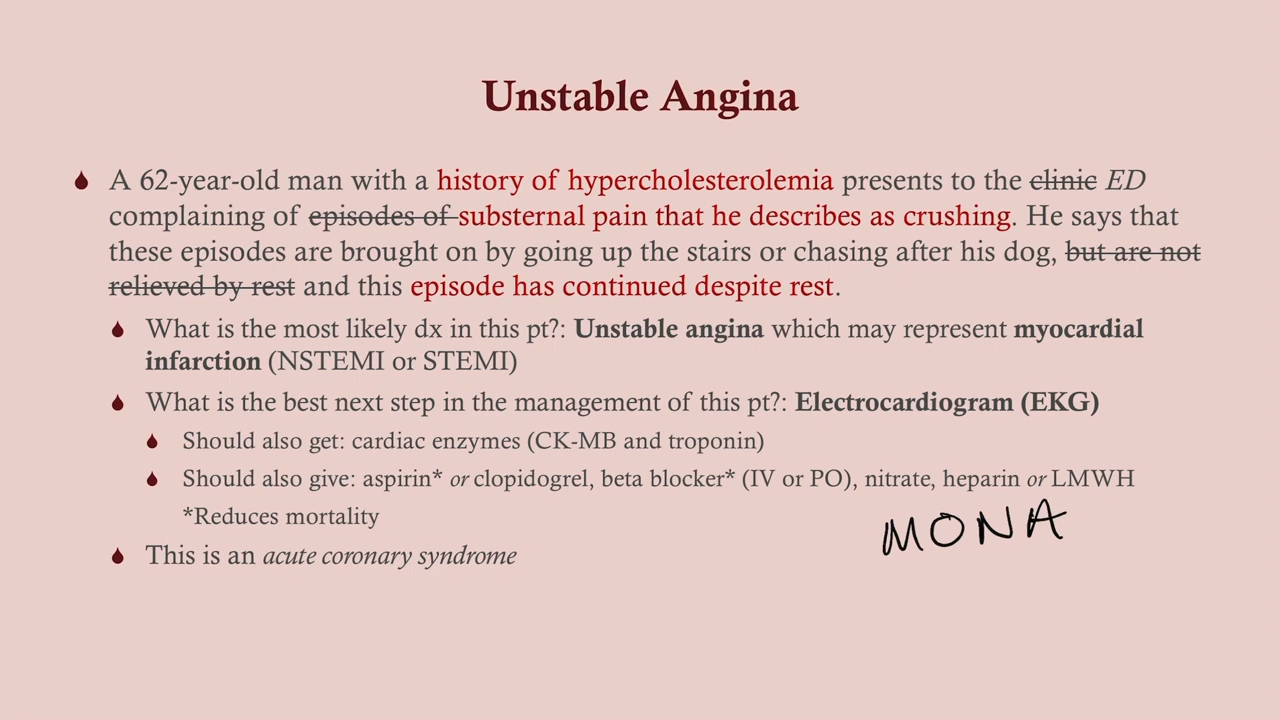 Unstable Angina
A 62-year-old man with a history of hypercholesterolemia presents to the clinic ED
complaining of episodes of substernal pain that he describes as crushing. He says that
these episodes are brought on by going up the stairs or chasing after his dog, but are not
relieved by rest and this episode has continued despite rest.
What is the most likely dx in this pt?: Unstable angina which may represent myocardial
infarction (NSTEMI or STEMI)
What is the best next step in the management of this pt?: Electrocardiogram (EKG)
Should also get: cardiac enzymes (CK-MB and troponin)
Should also give: aspirin* or clopidogrel, beta blocker* (IV or PO), nitrate, heparin or LMWH
*Reduces mortality
MONA
This is an acute coronary syndrome